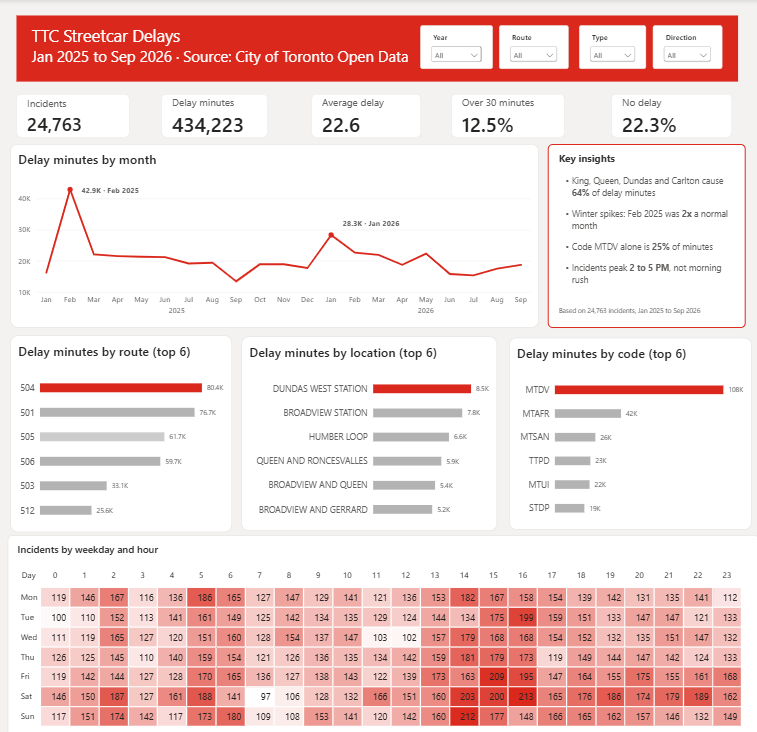 TTC Streetcar Delays
Jan 2025 to Sep 2026 · Source: City of Toronto Open Data
Year
All
Route
All
Type
All
Direction
All
Incidents
24,763
Delay minutes
434,223
Average delay
22.6
Over 30 minutes
12.5%
No delay
22.3%
Delay minutes by month
40K
30K
20K
10K
42.9K · Feb 2025
28.3K · Jan 2026
Jan Feb Mar Apr May Jun Jul Aug Sep Oct Nov Dec Jan Feb Mar Apr May Jun Jul Aug Sep
2025 2026
Key insights
• King, Queen, Dundas and Carlton cause
64% of delay minutes
• Winter spikes: Feb 2025 was 2x a normal
month
• Code MTDV alone is 25% of minutes
• Incidents peak 2 to 5 PM, not morning
rush
Based on 24,763 incidents, Jan 2025 to Sep 2026
Delay minutes by route (top 6)
504 80.4K
501 76.7K
505 61.7K
506 59.7K
503 33.1K
512 25.6K
Delay minutes by location (top 6)
DUNDAS WEST STATION 8.5K
BROADVIEW STATION 7.8K
HUMBER LOOP 6.6K
QUEEN AND RONCESVALLES 5.9K
BROADVIEW AND QUEEN 5.4K
BROADVIEW AND GERRARD 5.2K
Delay minutes by code (top 6)
MTDV 108K
MTAFR 42K
MTSAN 26K
TTPD 23K
MTUI 22K
STDP 19K
Incidents by weekday and hour
Day 0 1 2 3 4 5 6 7 8 9 10 11 12 13 14 15 16 17 18 19 20 21 22 23
Mon 119 146 167 116 136 186 165 127 147 129 141 121 136 153 182 167 158 154 139 142 131 135 141 112
Tue 100 110 152 113 141 161 149 125 142 134 135 129 124 144 134 175 199 159 151 133 147 147 121 133
Wed 111 119 165 127 120 151 160 128 154 137 147 103 102 157 179 168 168 154 152 132 135 151 147 132
Thu 126 125 145 110 140 159 154 121 126 136 135 134 142 159 181 179 173 119 149 144 147 142 124 133
Fri 119 142 144 127 128 170 165 136 127 138 143 122 139 173 163 209 195 147 164 155 175 155 161 168
Sat 146 150 187 127 161 188 141 97 106 128 132 166 151 160 203 200 213 165 176 186 174 179 189 162
Sun 117 151 174 142 117 173 180 109 108 153 141 120 142 160 212 177 148 166 165 162 157 146 132 149